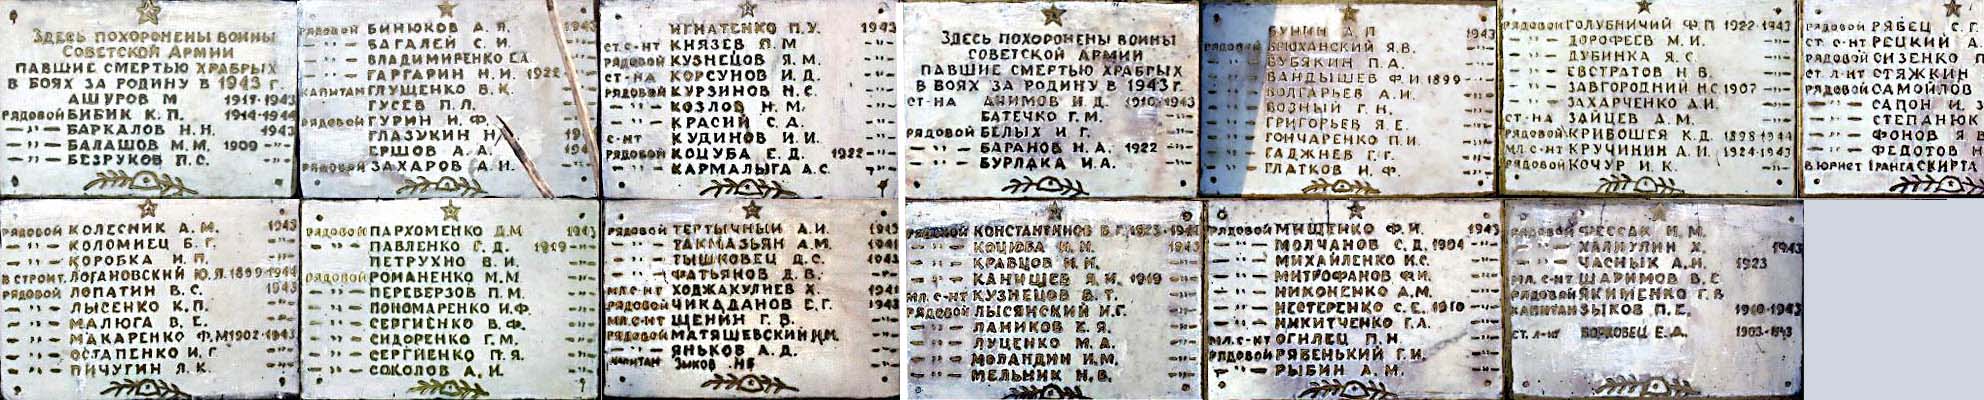 ЗДЕСЬ ПОХОРОНЕНЫ ВОИНЫ
СОВЕТСКОЙ АРМИИ
ПАВШИЕ СМЕРТЬЮ ХРАБРЫХ
В БОЯХ ЗА РОДИНУ В 1943 Г.
АШУРОВ М 1917-1943
РЯДОВОЙ БИБИК К.П. 1914-1944
— " — БАРКАЛОВ Н.Н. 1943
— " — БАЛАШОВ М.М. 1909 — " —
— " — БЕЗРУКОВ П.С. — " —
РЯДОВОЙ БИНЮКОВ А.Я. 1943
— " — БАГАЛЕЙ С.И. — " —
— " — ВЛАДИМИРЕНКО Е.А.
— " — ГАРГАРИН Н.И. 1922 — " —
КАПИТАН ГЛУЩЕНКО В.К.
ГУСЕВ П.Л.
РЯДОВОЙ ГУРИН И.Ф.
ГЛАЗУКИН Н
ЕРШОВ А.А.
РЯДОВОЙ ЗАХАРОВ А.И.
ИГНАТЕНКО П.У. 1943
СТ.С-НТ КНЯЗЕВ П.М — " —
РЯДОВОЙ КУЗНЕЦОВ Я.М. — " —
СТ-НА КОРСУНОВ И.Д. — " —
РЯДОВОЙ КУРЗИНОВ Н.С. — " —
— " — КОЗЛОВ Н.М. — " —
— " — КРАСИЙ С.А. — " —
С-НТ КУДИНОВ И.И. — " —
РЯДОВОЙ КОЦУБА Е.Д. 1922 — " —
— " — КАРМАЛЫГА А.С. — " —
ЗДЕСЬ ПОХОРОНЕНЫ ВОИНЫ
СОВЕТСКОЙ АРМИИ
ПАВШИЕ СМЕРТЬЮ ХРАБРЫХ
В БОЯХ ЗА РОДИНУ В 1943 Г.
СТ-НА АКИМОВ И.Д. 1910-1943
БАТЕЧКО Г.М. — " —
РЯДОВОЙ БЕЛЫХ И Г. — " —
— " — БАРАНОВ Н.А. 1922 — " —
— " — БУРЛАКА И.А. — " —
БУНИН А П 1943
РЯДОВОЙ БРЮХАНСКИЙ Я.В. — " —
— " — БУБЯКИН П.А. — " —
— " — ВАНДЫШЕВ Ф.И 1899 — " —
— " — ВОЛГАРЬЕВ А.И. — " —
— " — ВОЗНЫЙ Г.Н. — " —
— " — ГРИГОРЬЕВ Я.Е. — " —
— " — ГОНЧАРЕНКО П.И. — " —
— " — ГАДЖИЕВ Г.Г. — " —
— " — ГЛАТКОВ И.Ф. — " —
РЯДОВОЙ ГОЛУБНИЧИЙ Ф.П 1922-1943
— " — ДОРОФЕЕВ М.И. — " —
— " — ДУБИНКА Я.С. — " —
— " — ЕВСТРАТОВ Н.В. — " —
— " — ЗАВГОРОДНИЙ Н С 1907 — " —
— " — ЗАХАРЧЕНКО Д.И. — " —
СТ-НА ЗАЙЦЕВ А.М. — " —
РЯДОВОЙ КРИВОШЕЯ К.Д. 1898-1944
МЛ.С-НТ КРУЧИНИН А.И. 1924-1943
РЯДОВОЙ КОЧУР И.К. — " —
РЯДОВОЙ РЯБЕЦ С.Г.
СТ. С-НТ РЕЦКИЙ А.
РЯДОВОЙ СИЗЕНКО П
СТ.Л-НТ СТЯЖКИН
РЯДОВОЙ САМОЙЛОВ
— " — САПОН И.
— " — СТЕПАНЮК
— " — ФОНОВ Я
— " — ФЕДОТОВ Н
В.ЮРИСТ I РАНГА СКИРТА
РЯДОВОЙ КОЛЕСНИК А.М. 1943
— " — КОЛОМИЕЦ Б.Г. — " —
— " — КОРОБКА И.П. — " —
В СТРОИТ. ЛОГАНОВСКИЙ Ю.Я. 1899-1944
РЯДОВОЙ ЛОПАТИН В.С. 1943
— " — ЛЫСЕНКО К.П. — " —
— " — МАЛЮГА В.Е. — " —
— " — МАКАРЕНКО Ф.М 1902-1943
— " — ОСТАПЕНКО И.Г — " —
— " — ПИЧУГИН Я.К. — " —
РЯДОВОЙ ПАРХОМЕНКО Д.М 1943
— " — ПАВЛЕНКО Г.Д. 1919 — " —
ПЕТРУХНО В.И. — " —
РЯДОВОЙ РОМАНЕНКО М.М. — " —
— " — ПЕРЕВЕРЗОВ П.М. — " —
— " — ПОНОМАРЕНКО И.Ф. — " —
— " — СЕРГИЕНКО В.Ф. — " —
— " — СИДОРЕНКО Г.М. — " —
— " — СЕРГИЕНКО П.Я. — " —
— " — СОКОЛОВ А.И. — " —
РЯДОВОЙ ТЕРТЫЧНЫЙ А.И. 1943
— " — ТАКМАЗЬЯН А.М. 1941
— " — ТЫШКОВЕЦ Д.С. 1943
— " — ФАТЬЯНОВ Д.В. — " —
МЛ.С-НТ ХОДЖАКУЛИЕВ Х. 1941
РЯДОВОЙ ЧИКАДАНОВ Е.Г. 1943
МЛ.С-НТ ЩЕНИН Г.В. — " —
РЯДОВОЙ МАТЯШЕВСКИЙ Н.М. — " —
— " — ЯНЬКОВ А.Д. — " —
КАПИТАН ЗЫКОВ
РЯДОВОЙ КОНСТАНТИНОВ В.Г. 1923-1944
— " — КОЦЮБА И.Н. 1943
— " — КРАВЦОВ И.И. — " —
— " — КАНИЩЕВ Я.И. 1919 — " —
МЛ.С-НТ КУЗНЕЦОВ В.Т. — " —
РЯДОВОЙ ЛЫСЯНСКИЙ И.Г. — " —
— " — ЛАНИКОВ Е.Я. — " —
— " — ЛУЦЕНКО М.А. — " —
— " — МОЛАНДИН И.М. — " —
— " — МЕЛЬНИК Н.В. — " —
РЯДОВОЙ МИЩЕНКО Ф.И. 1943
— " — МОЛЧАНОВ С.Д. 1904 — " —
— " — МИХАЙЛЕНКО И.С. — " —
— " — МИТРОФАНОВ Ф.И. — " —
— " — НИКОНЕНКО А.М. — " —
— " — НЕСТЕРЕНКО С.Е. 1910 — " —
— " — НИКИТЧЕНКО Г.А. — " —
МЛ.С-НТ ОГНЛЕЦ П.Н. — " —
РЯДОВОЙ РЯБЕНЬКИЙ Г.И. — " —
— " — РЫБИН А.М. — " —
РЯДОВОЙ ФЕССАК Н.М.
— " — ХАЛИУЛИН Х. 1943
— " — ЧАСНЫК А.И. 1923
МЛ. С-НТ ШАРИМОВ В.Е — " —
РЯДОВОЙ ЯКИМЕНКО Г.В — " —
КАПИТАН ЗЫКОВ П.Е. 1910-1943
СТ. Л-НТ БОРКОВЕЦ Е.А. 1903-1943